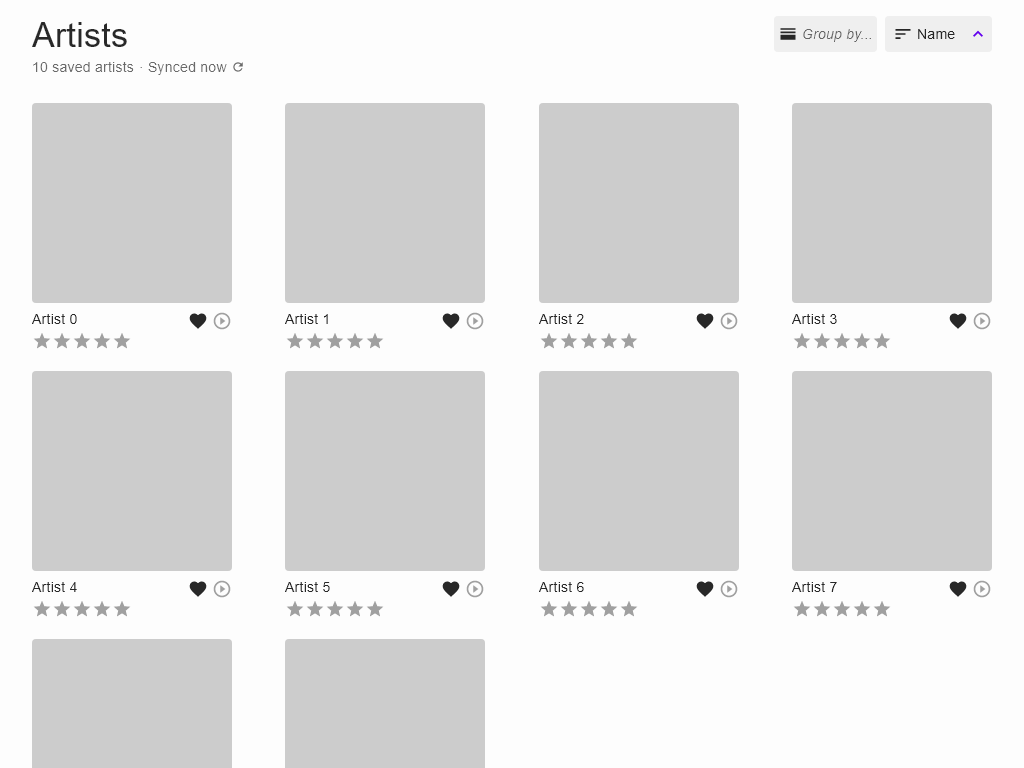 Artists
Group by...
Name
10 saved artists · Synced now
Artist 0
Artist 1
Artist 2
Artist 3
Artist 4
Artist 5
Artist 6
Artist 7